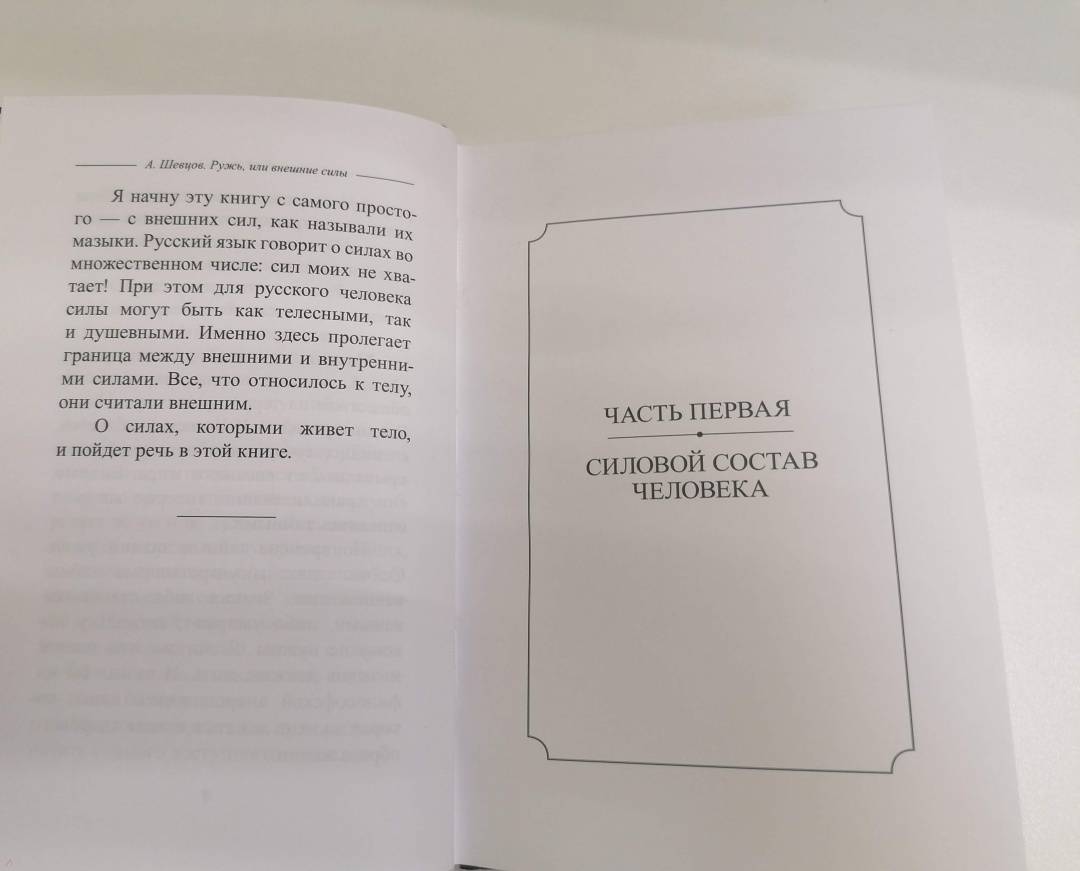 А. Шевцов. Ружь, или внешние силы
Я начну эту книгу с самого просто-
го — с внешних сил, как называли их
мазыки. Русский язык говорит о силах во
множественном числе: сил моих не хва-
тает! При этом для русского человека
силы могут быть как телесными, так
и душевными. Именно здесь пролегает
граница между внешними и внутренни-
ми силами. Все, что относилось к телу,
они считали внешним.
О силах, которыми живет тело,
и пойдет речь в этой книге.
ЧАСТЬ ПЕРВАЯ
СИЛОВОЙ СОСТАВ
ЧЕЛОВЕКА